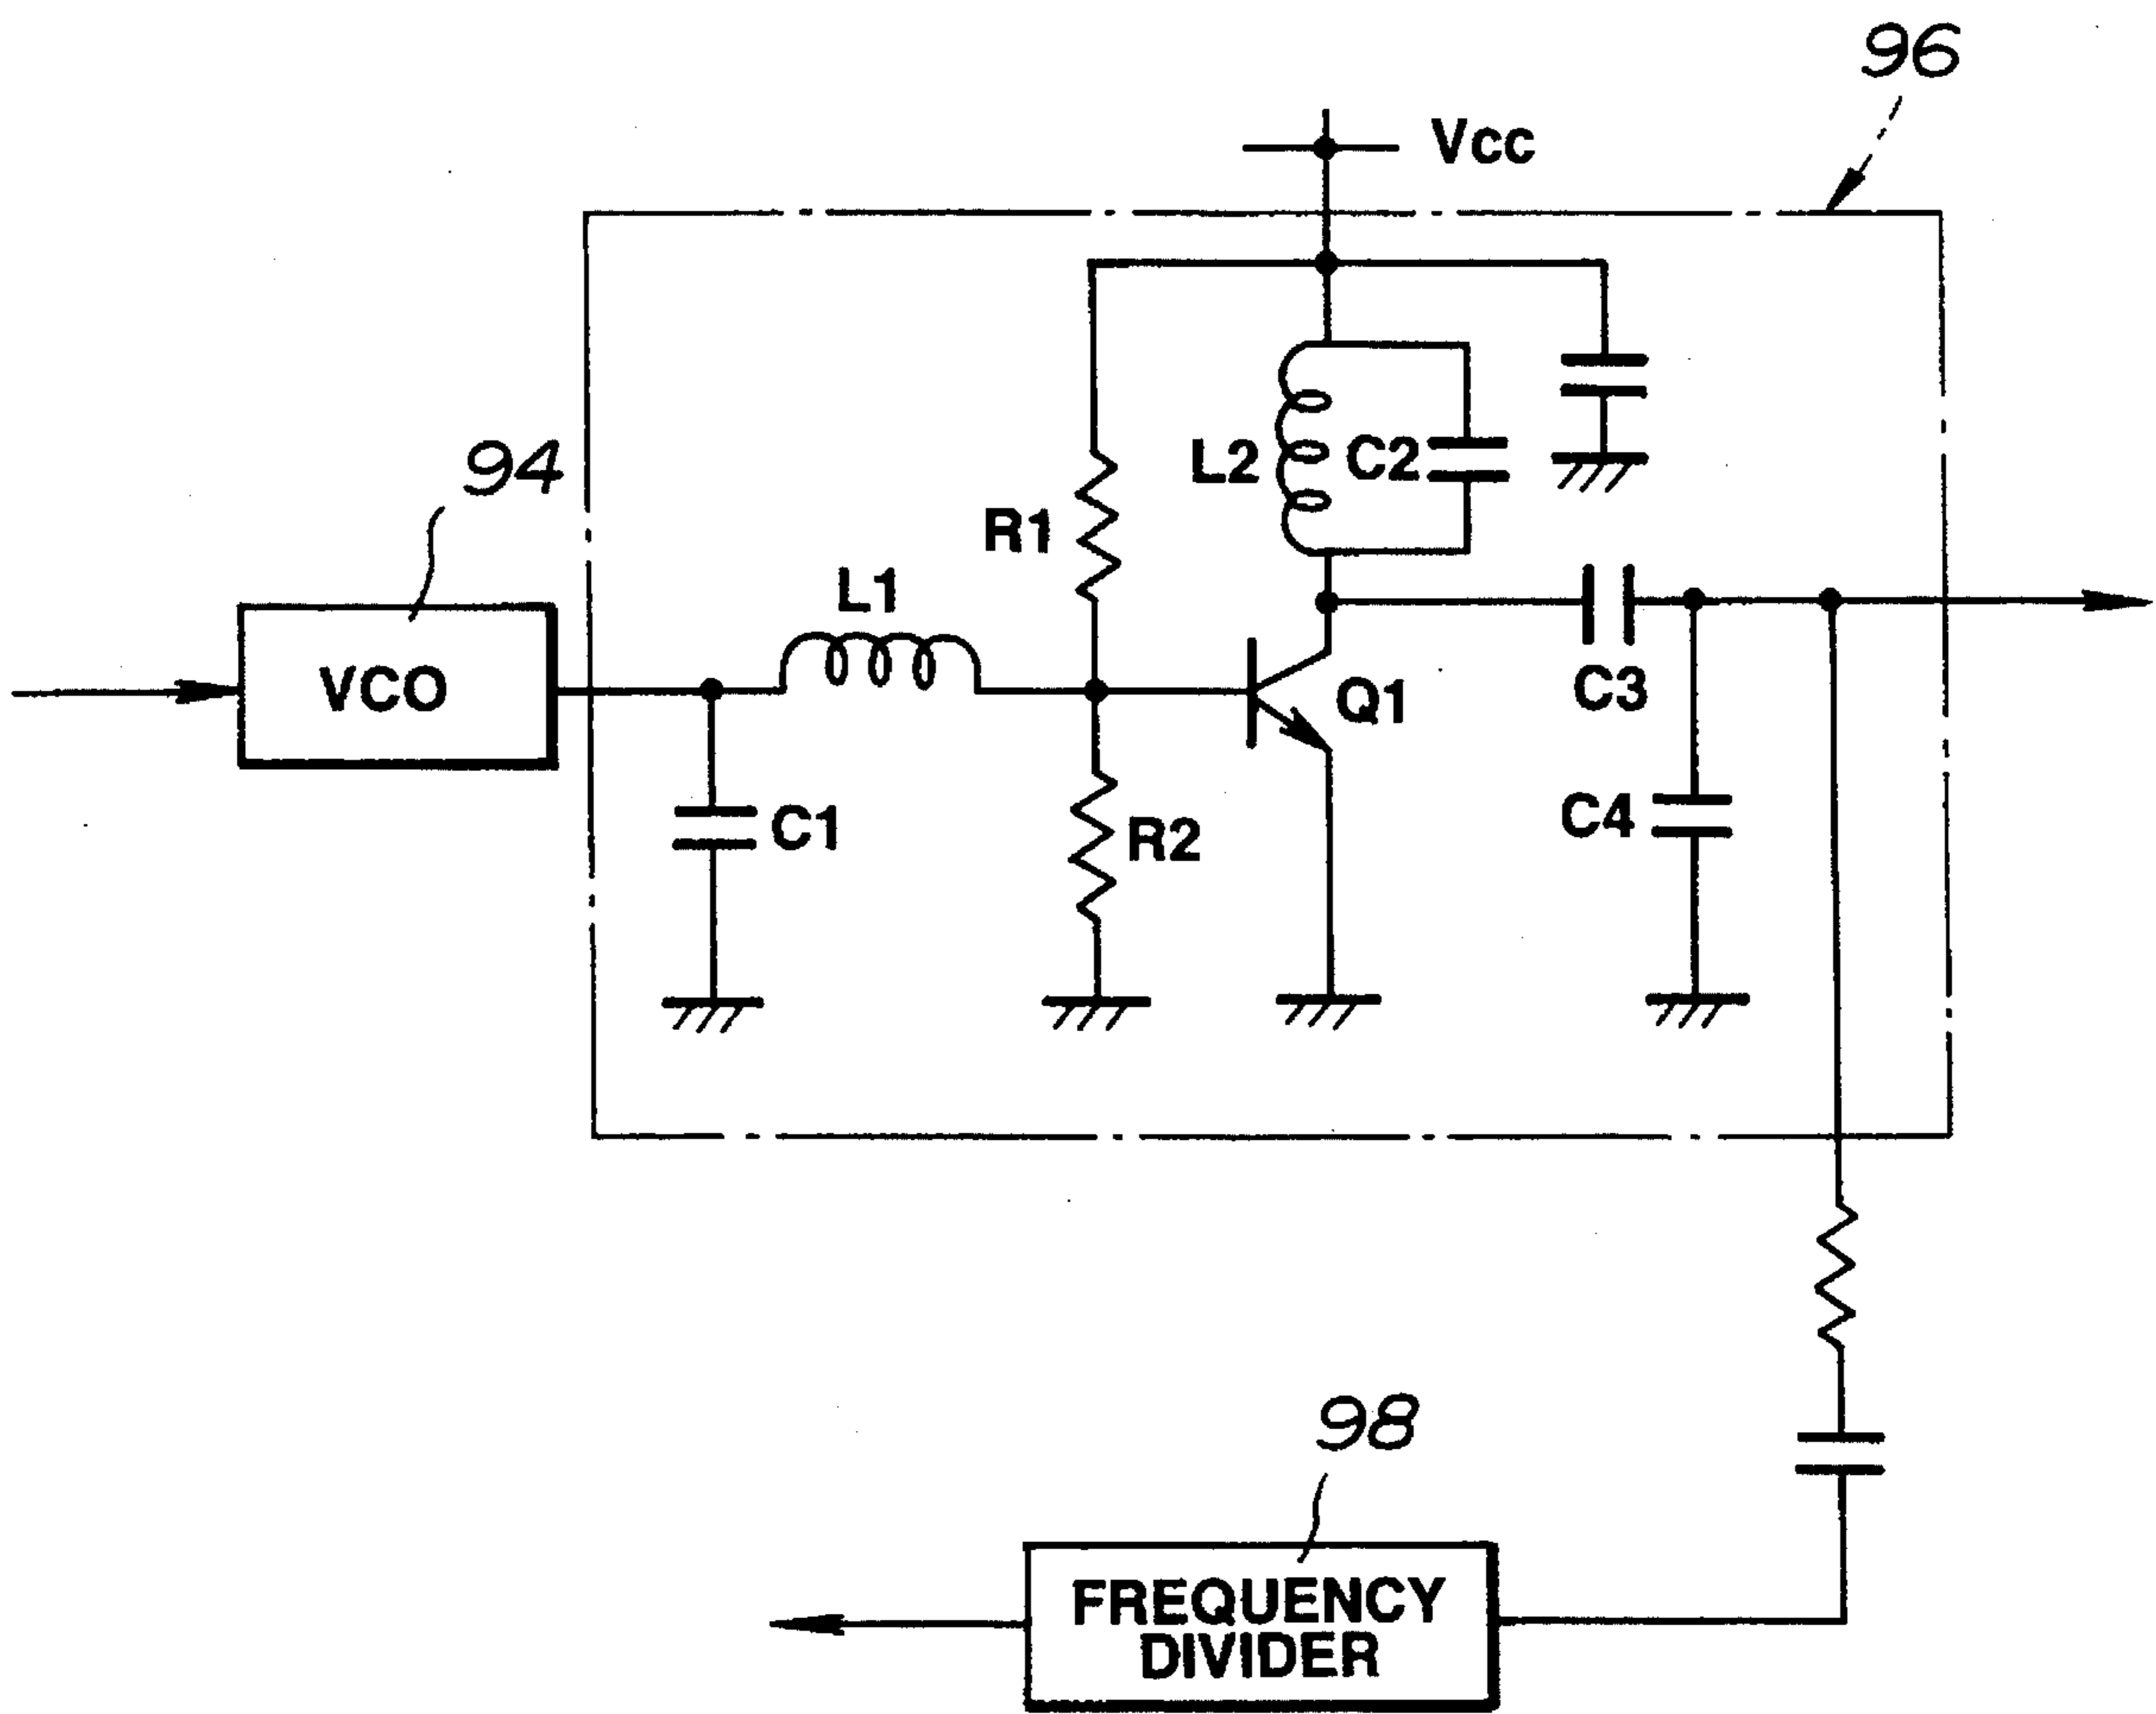 96
Vcc
94
L2
C2
R1
L1
VCO
Q1
C3
C1
R2
C4
98
FREQUENCY
DIVIDER